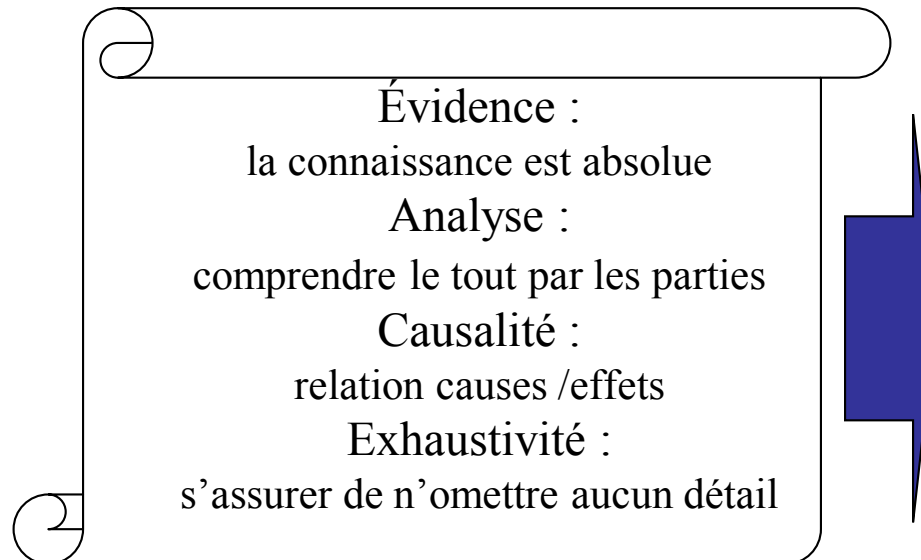 Évidence :
la connaissance est absolue
Analyse :
comprendre le tout par les parties
Causalité :
relation causes /effets
Exhaustivité :
s’assurer de n’omettre aucun détail